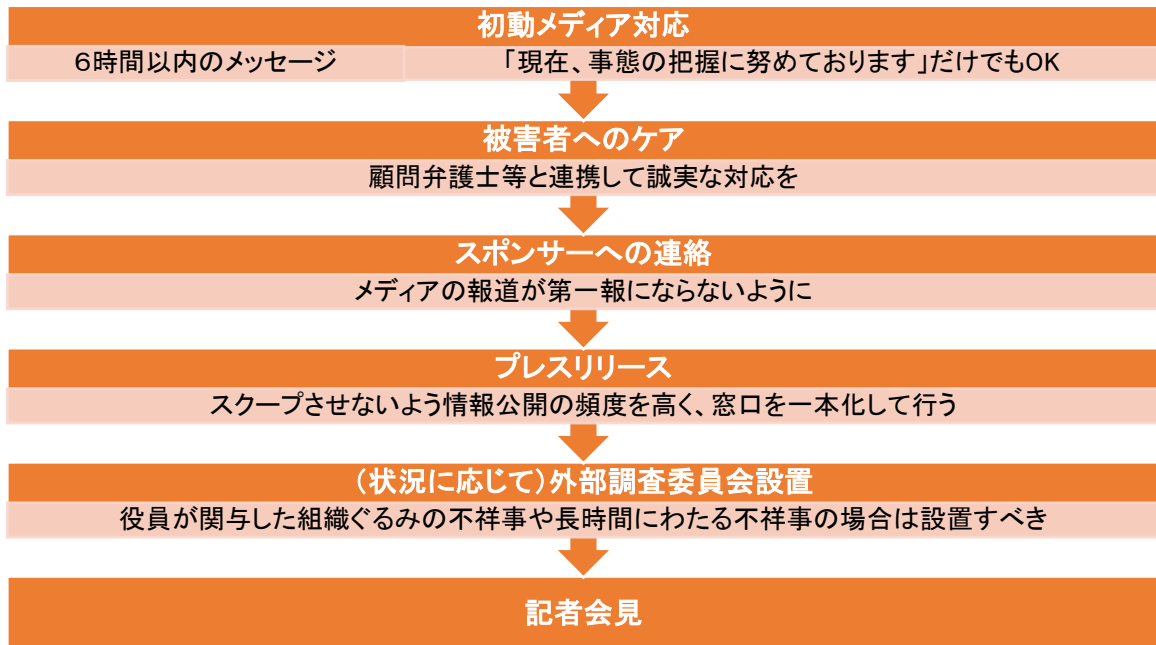 初動メディア対応
６時間以内のメッセージ
「現在、事態の把握に努めております」だけでもOK
被害者へのケア
顧問弁護士等と連携して誠実な対応を
スポンサーへの連絡
メディアの報道が第一報にならないように
プレスリリース
スクープさせないよう情報公開の頻度を高く、窓口を一本化して行う
（状況に応じて）外部調査委員会設置
役員が関与した組織ぐるみの不祥事や長時間にわたる不祥事の場合は設置すべき
記者会見